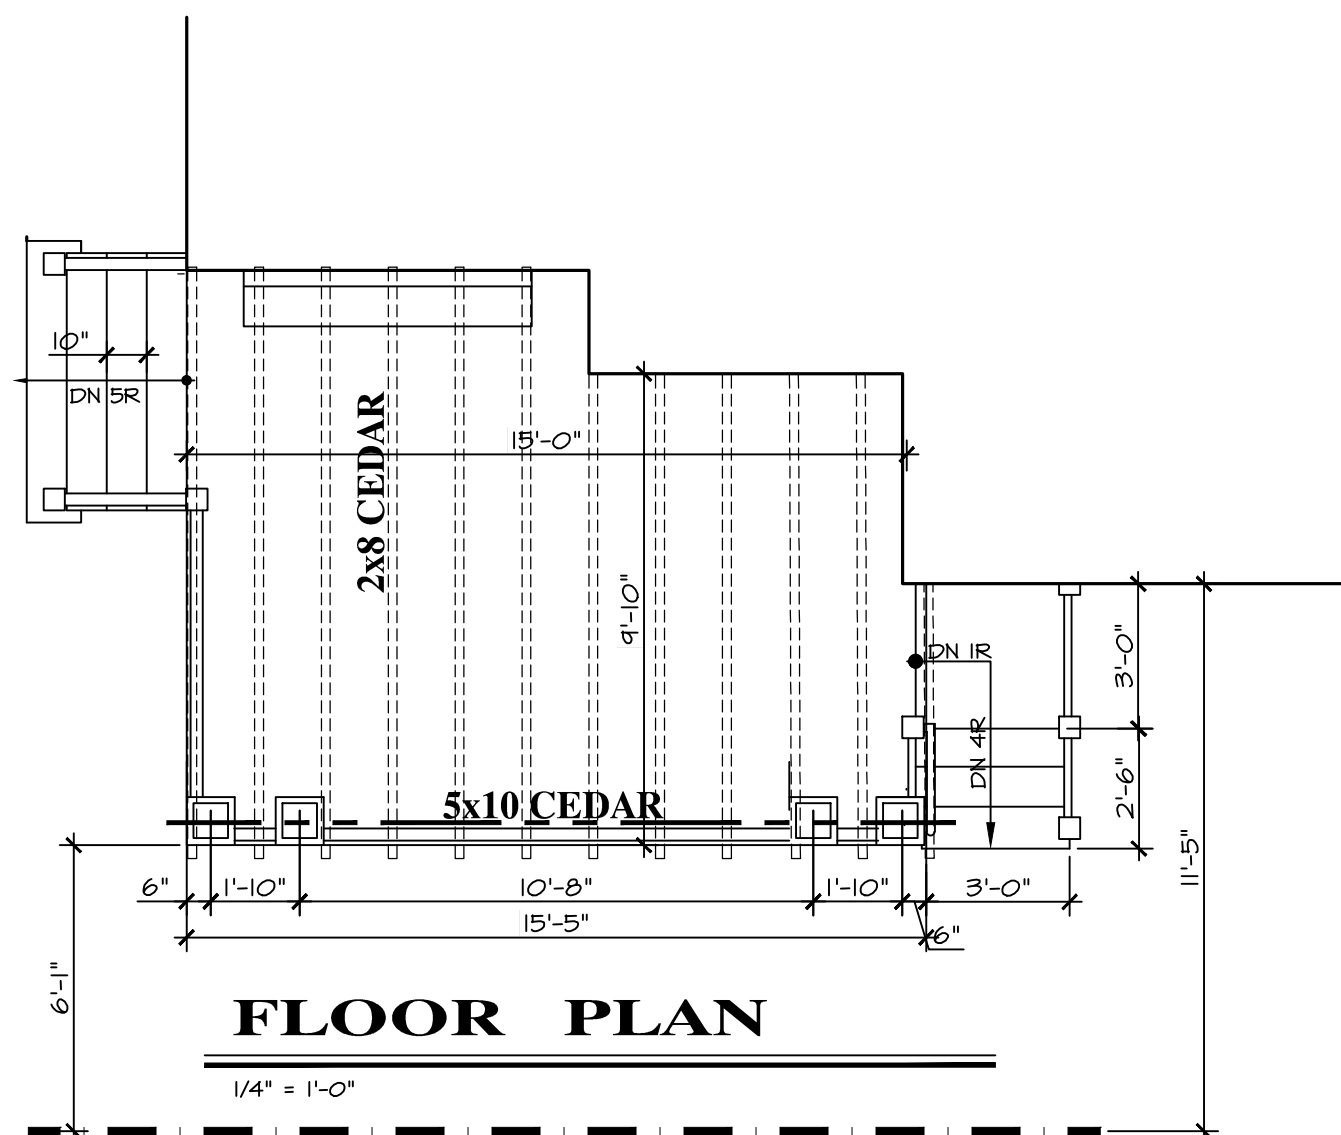 10"
DN 5R
15'-0"
2x8 CEDAR
9'-10"
DN 1R
3'-0"
DN 4R
2'-6"
5x10 CEDAR
11'-5"
6"
1'-10"
10'-8"
1'-10"
3'-0"
15'-5"
6"
6'-1"
FLOOR PLAN
1/4" = 1'-0"